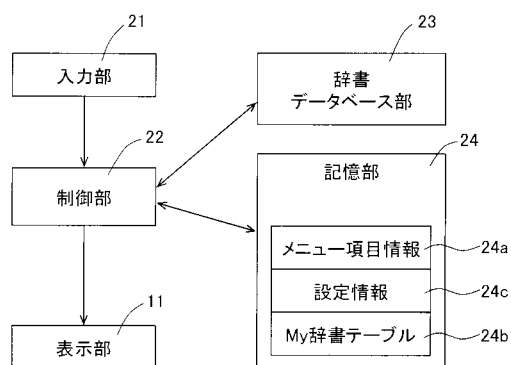 21
入力部
22
制御部
11
表示部
23
辞書
データベース部
24
記憶部
メニュー項目情報
24a
設定情報
24c
My辞書テーブル
24b